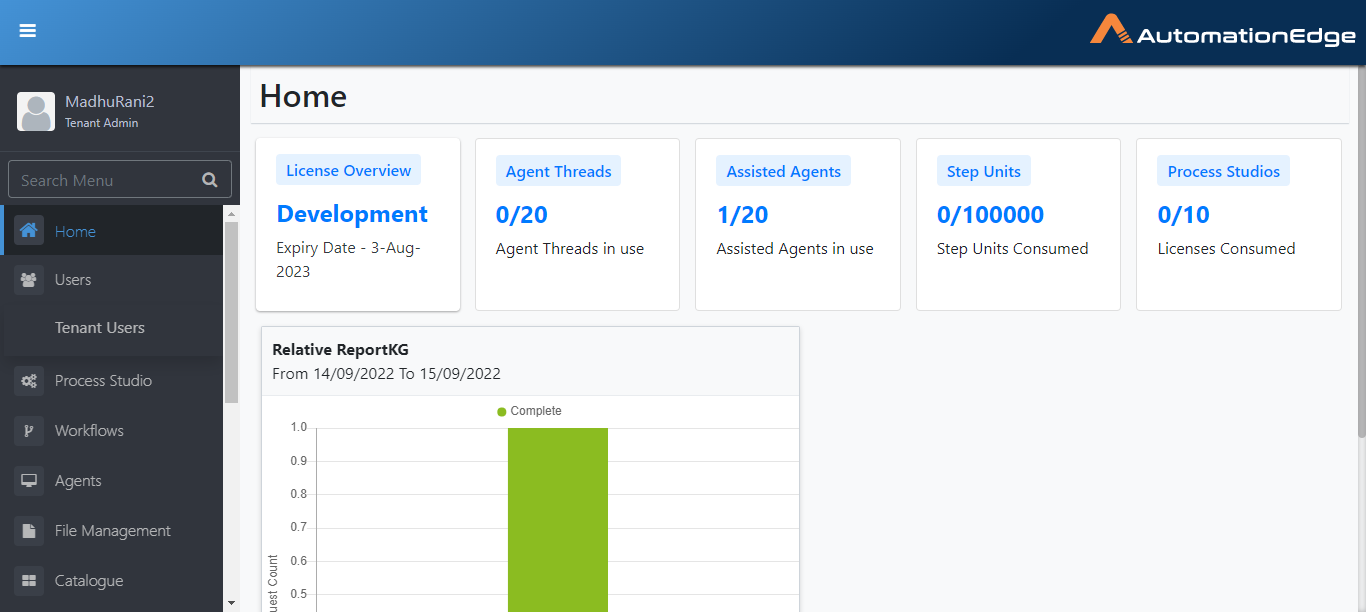 AutomationEdge
MadhuRani2
Tenant Admin
Search Menu
Home
Users
Tenant Users
Process Studio
Workflows
Agents
File Management
Catalogue
Home
License Overview
Development
Expiry Date - 3-Aug-
2023
Agent Threads
0/20
Agent Threads in use
Assisted Agents
1/20
Assisted Agents in use
Step Units
0/100000
Step Units Consumed
Process Studios
0/10
Licenses Consumed
Relative ReportKG
From 14/09/2022 To 15/09/2022
Complete
1.0
0.9
0.8
0.7
0.6
0.5
Count